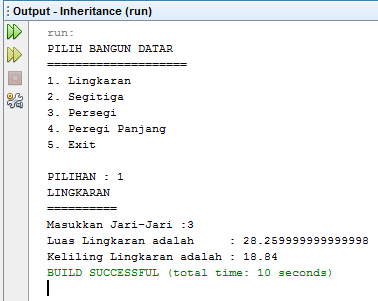 Output - Inheritance (run)
run:
PILIH BANGUN DATAR
====================
1. Lingkaran
2. Segitiga
3. Persegi
4. Peregi Panjang
5. Exit
PILIHAN : 1
LINGKARAN
==========
Masukkan Jari-Jari :3
Luas Lingkaran adalah     : 28.259999999999998
Keliling Lingkaran adalah : 18.84
BUILD SUCCESSFUL (total time: 10 seconds)